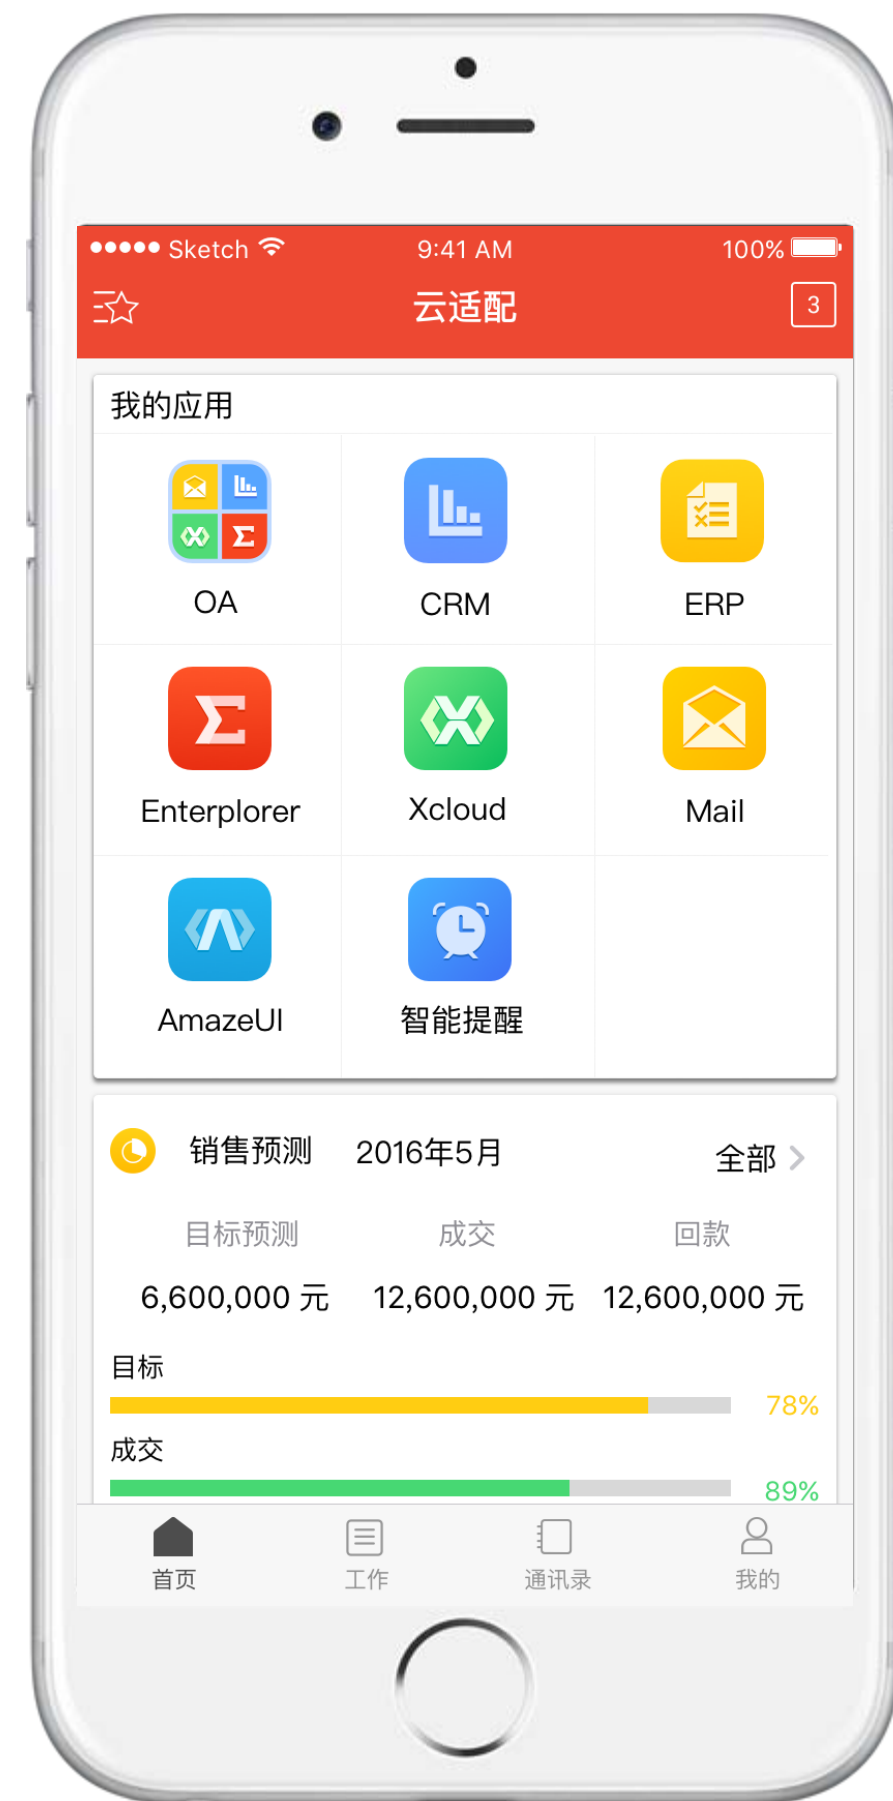 Sketch 9:41 AM 100%
云适配 3
我的应用
OA CRM ERP
Enterplorer Xcloud Mail
AmazeUI 智能提醒
销售预测 2016年5月 全部
目标预测 成交 回款
6,600,000 元 12,600,000 元 12,600,000 元
目标
78%
成交
89%
首页 工作 通讯录 我的